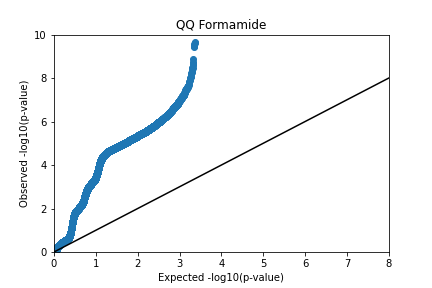 QQ Formamide
Observed -log10(p-value)
10
8
6
4
2
0
0 1 2 3 4 5 6 7 8
Expected -log10(p-value)